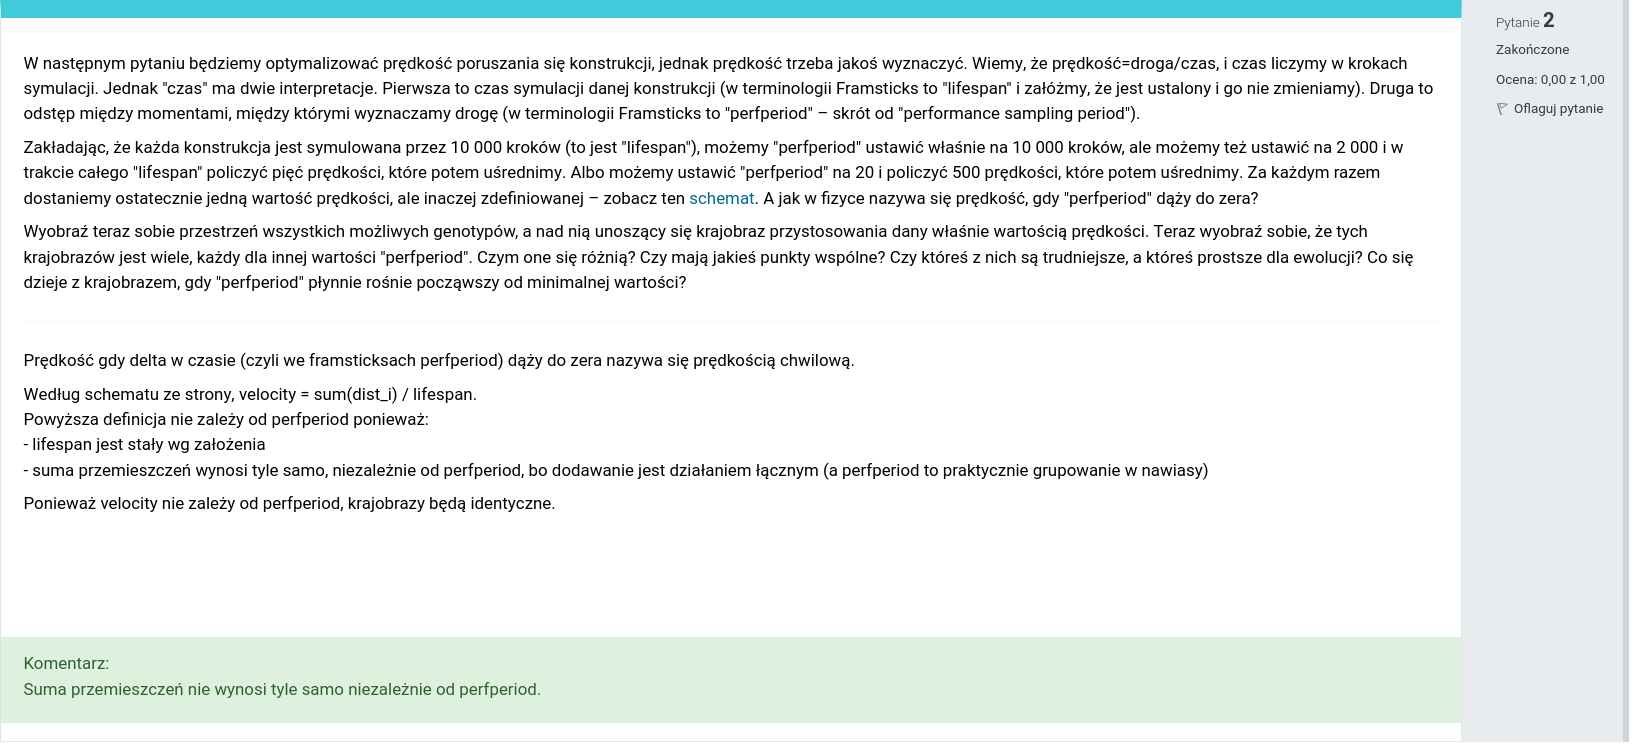 W następnym pytaniu będziemy optymalizować prędkość poruszania się konstrukcji, jednak prędkość trzeba jakoś wyznaczyć. Wiemy, że prędkość=droga/czas, i czas liczymy w krokach
symulacji. Jednak "czas" ma dwie interpretacje. Pierwsza to czas symulacji danej konstrukcji (w terminologii Framsticks to "lifespan" i załóżmy, że jest ustalony i go nie zmieniamy). Druga to
odstęp między momentami, między którymi wyznaczamy drogę (w terminologii Framsticks to "perfperiod" – skrót od "performance sampling period").
Zakładając, że każda konstrukcja jest symulowana przez 10 000 kroków (to jest "lifespan"), możemy "perfperiod" ustawić właśnie na 10 000 kroków, ale możemy też ustawić na 2 000 i w
trakcie całego "lifespan" policzyć pięć prędkości, które potem uśrednimy. Albo możemy ustawić "perfperiod" na 20 i policzyć 500 prędkości, które potem uśrednimy. Za każdym razem
dostaniemy ostatecznie jedną wartość prędkości, ale inaczej zdefiniowanej – zobacz ten schemat. A jak w fizyce nazywa się prędkość, gdy "perfperiod" dąży do zera?
Wyobraź teraz sobie przestrzeń wszystkich możliwych genotypów, a nad nią unoszący się krajobraz przystosowania dany właśnie wartością prędkości. Teraz wyobraź sobie, że tych
krajobrazów jest wiele, każdy dla innej wartości "perfperiod". Czym one się różnią? Czy mają jakieś punkty wspólne? Czy któreś z nich są trudniejsze, a któreś prostsze dla ewolucji? Co się
dzieje z krajobrazem, gdy "perfperiod" płynnie rośnie począwszy od minimalnej wartości?
Prędkość gdy delta w czasie (czyli we framsticksach perfperiod) dąży do zera nazywa się prędkością chwilową.
Według schematu ze strony, velocity = sum(dist_i) / lifespan.
Powyższa definicja nie zależy od perfperiod ponieważ:
- lifespan jest stały wg założenia
- suma przemieszczeń wynosi tyle samo, niezależnie od perfperiod, bo dodawanie jest działaniem łącznym (a perfperiod to praktycznie grupowanie w nawiasy)
Ponieważ velocity nie zależy od perfperiod, krajobrazy będą identyczne.
Komentarz:
Suma przemieszczeń nie wynosi tyle samo niezależnie od perfperiod.
Pytanie 2
Zakończone
Ocena: 0,00 z 1,00
Oflaguj pytanie